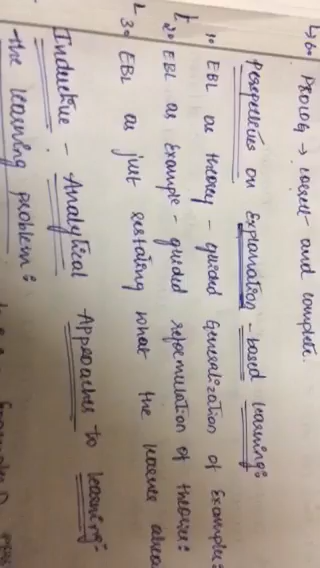 ↳6. PROLOG → correct and complete.
Perspectives on Explanation-based learning:
1. EBL as theory-guided Generalization of Examples:
2. EBL as Example-guided reformulation of theories:
3. EBL as just restating what the learner alrea
Inductive-Analytical Approaches to learning:-
the learning problem: